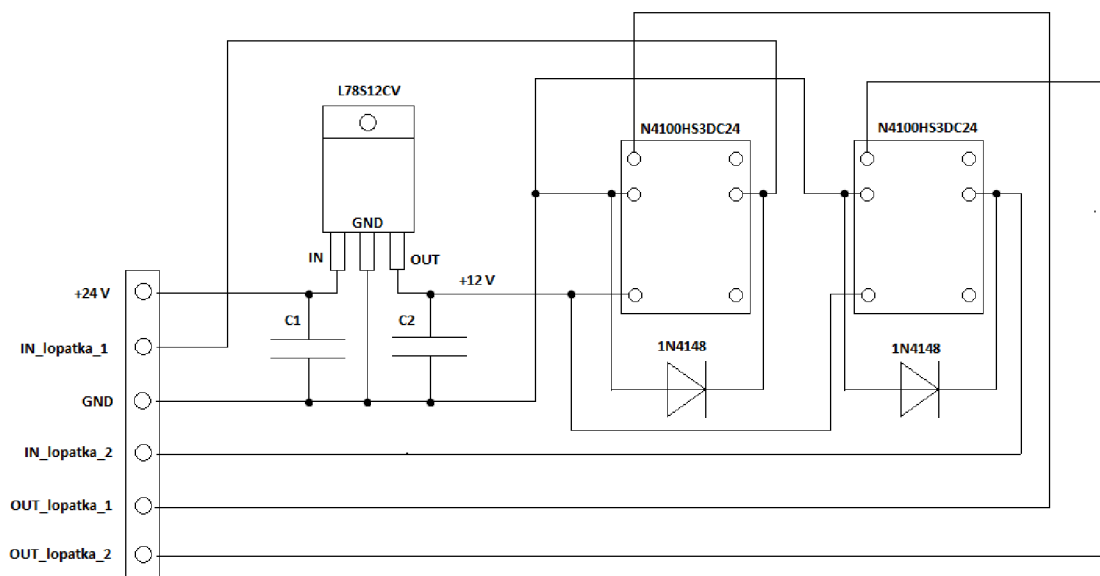 L78S12CV
N4100HS3DC24
N4100HS3DC24
GND
IN
OUT
+12 V
+24 V
C1
C2
IN_lopatka_1
1N4148
1N4148
GND
IN_lopatka_2
OUT_lopatka_1
OUT_lopatka_2